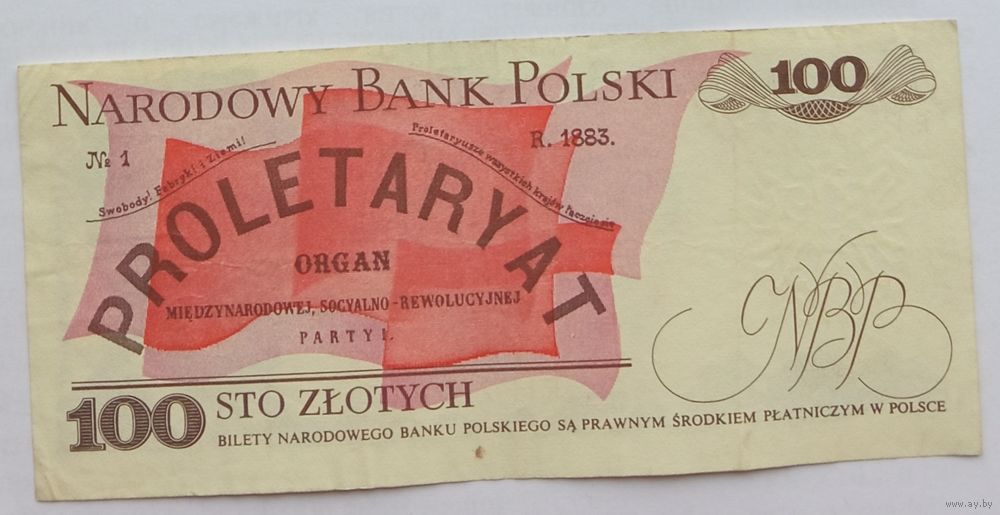 NARODOWY BANK POLSKI
100
№ 1
R. 1883.
Swobody! Fabryki i Ziemi!
Proletaryusze wszystkich krajów łączcie się
PROLETARYAT
ORGAN
MIĘDZYNARODOWEJ, SOCYALNO-REWOLUCYJNEJ
PARTYI.
NBP
100 STO ZŁOTYCH
BILETY NARODOWEGO BANKU POLSKIEGO SĄ PRAWNYM ŚRODKIEM PŁATNICZYM W POLSCE
www.ay.by